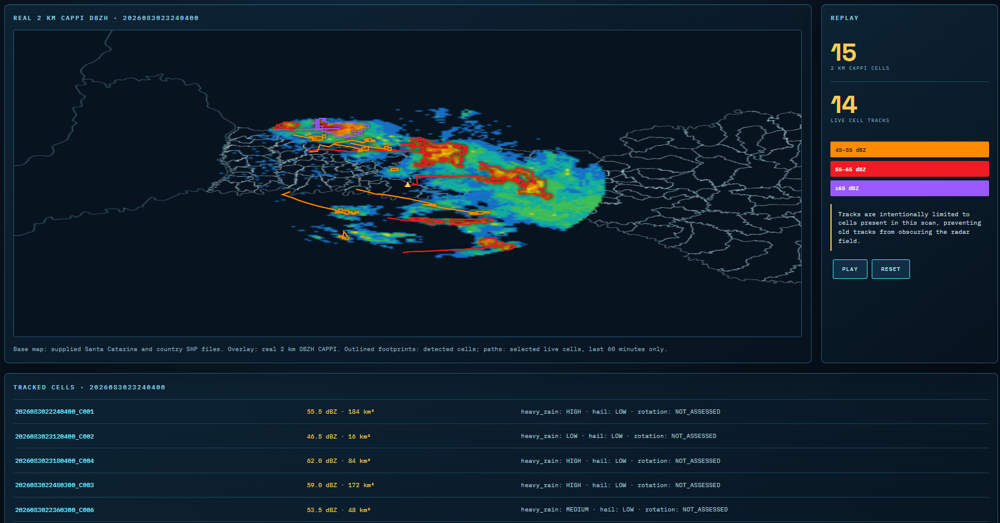 REAL 2 KM CAPPI DBZH · 2026083023240400
Base map: supplied Santa Catarina and country SHP files. Overlay: real 2 km DBZH CAPPI. Outlined footprints: detected cells; paths: selected live cells, last 60 minutes only.
REPLAY
15
2 KM CAPPI CELLS
14
LIVE CELL TRACKS
45–55 dBZ
55–65 dBZ
≥65 dBZ
Tracks are intentionally limited to
cells present in this scan, preventing
old tracks from obscuring the radar
field.
PLAY RESET
TRACKED CELLS · 2026083023240400
2026083022240400_C001 55.5 dBZ · 184 km² heavy_rain: HIGH · hail: LOW · rotation: NOT_ASSESSED
2026083023120400_C002 46.5 dBZ · 16 km² heavy_rain: LOW · hail: LOW · rotation: NOT_ASSESSED
2026083023180400_C004 62.0 dBZ · 84 km² heavy_rain: HIGH · hail: LOW · rotation: NOT_ASSESSED
2026083022480300_C003 59.0 dBZ · 172 km² heavy_rain: HIGH · hail: LOW · rotation: NOT_ASSESSED
2026083022360300_C006 53.5 dBZ · 48 km² heavy_rain: MEDIUM · hail: LOW · rotation: NOT_ASSESSED